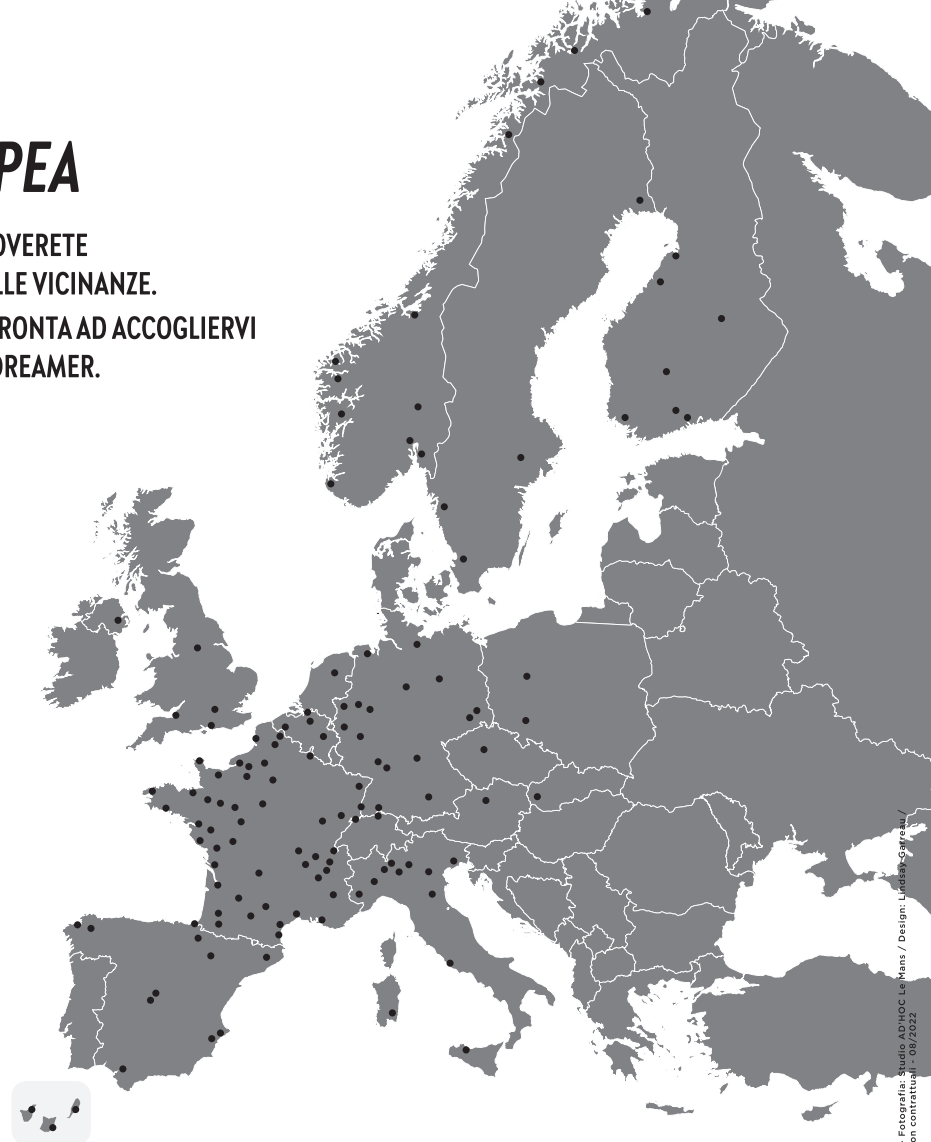 PEA
OVERETE
LLE VICINANZE.
RONTA AD ACCOGLIERVI
DREAMER.
Fotografia: Studio AD'HOC Le Mans / Design: Lindsay Garreau /
on contrattuali - 08/2022